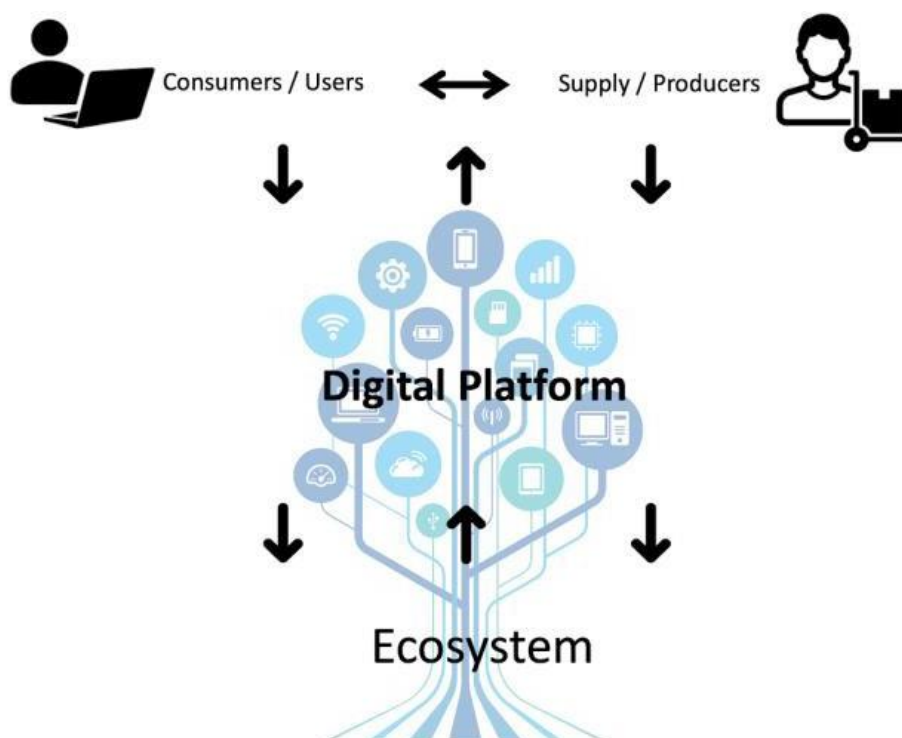 Consumers / Users
Supply / Producers
Digital Platform
Ecosystem